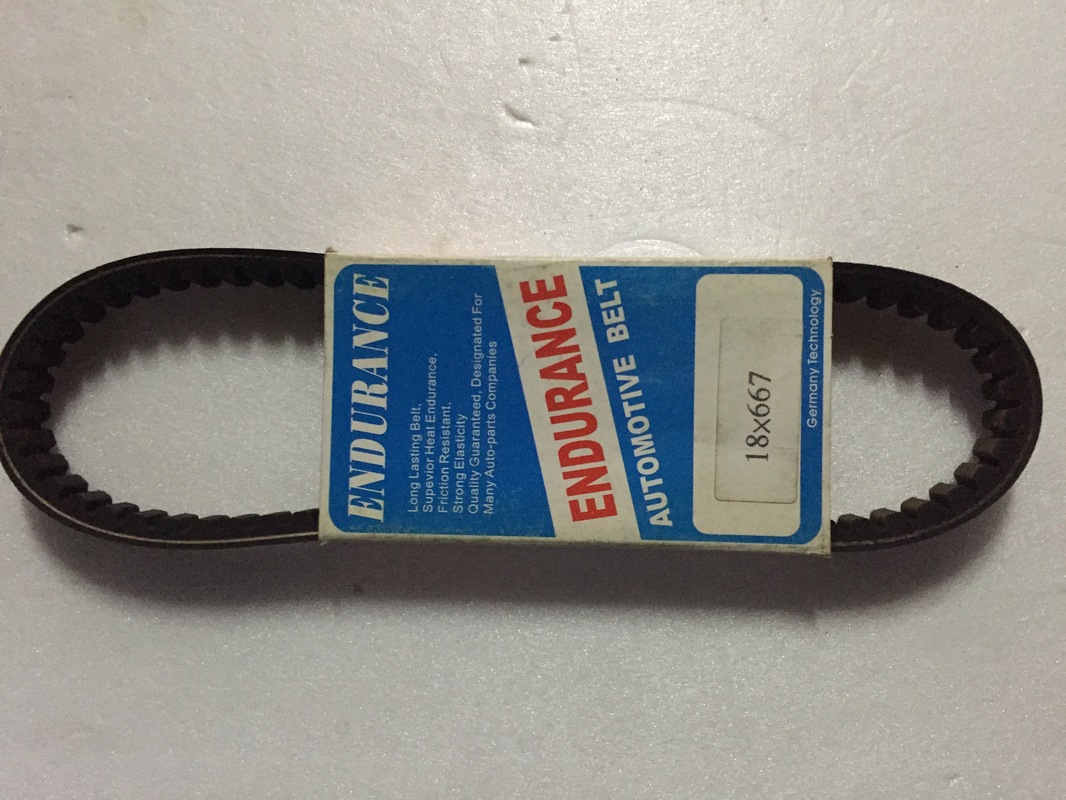 ENDURANCE
Long Lasting Belt,
Supevior Heat Endurance,
Friction Resistant,
Strong Elasticity
Quality Guaranteed, Designated For
Many Auto-parts Companies
ENDURANCE
AUTOMOTIVE BELT
18x667
Germany Technology